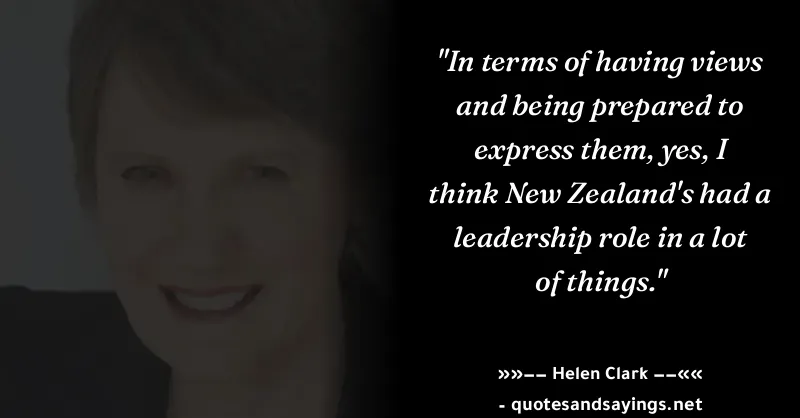 "In terms of having views
and being prepared to
express them, yes, I
think New Zealand's had a
leadership role in a lot
of things."
»»–– Helen Clark ––««
- quotesandsayings.net